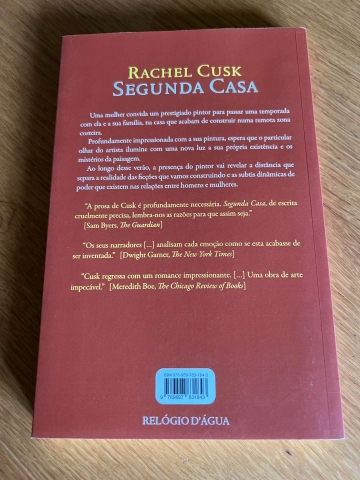 RACHEL CUSK
SEGUNDA CASA
Uma mulher convida um prestigiado pintor para passar uma temporada
com ela e a sua família, na casa que acabam de construir numa remota zona
costeira.
Profundamente impressionada com a sua pintura, espera que o particular
olhar do artista ilumine com uma nova luz a sua própria existência e os
mistérios da paisagem.
Ao longo desse verão, a presença do pintor vai revelar a distância que
separa a realidade das ficções que vamos construindo e as subtis dinâmicas de
poder que existem nas relações entre homens e mulheres.
"A prosa de Cusk é profundamente necessária. Segunda Casa, de escrita
cruelmente precisa, lembra-nos as razões para que assim seja."
[Sam Byers, The Guardian]
"Os seus narradores [...] analisam cada emoção como se esta acabasse de
ser inventada." [Dwight Garner, The New York Times]
"Cusk regressa com um romance impressionante. [...] Uma obra de arte
impecável." [Meredith Boe, The Chicago Review of Books]
RELÓGIO D'ÁGUA